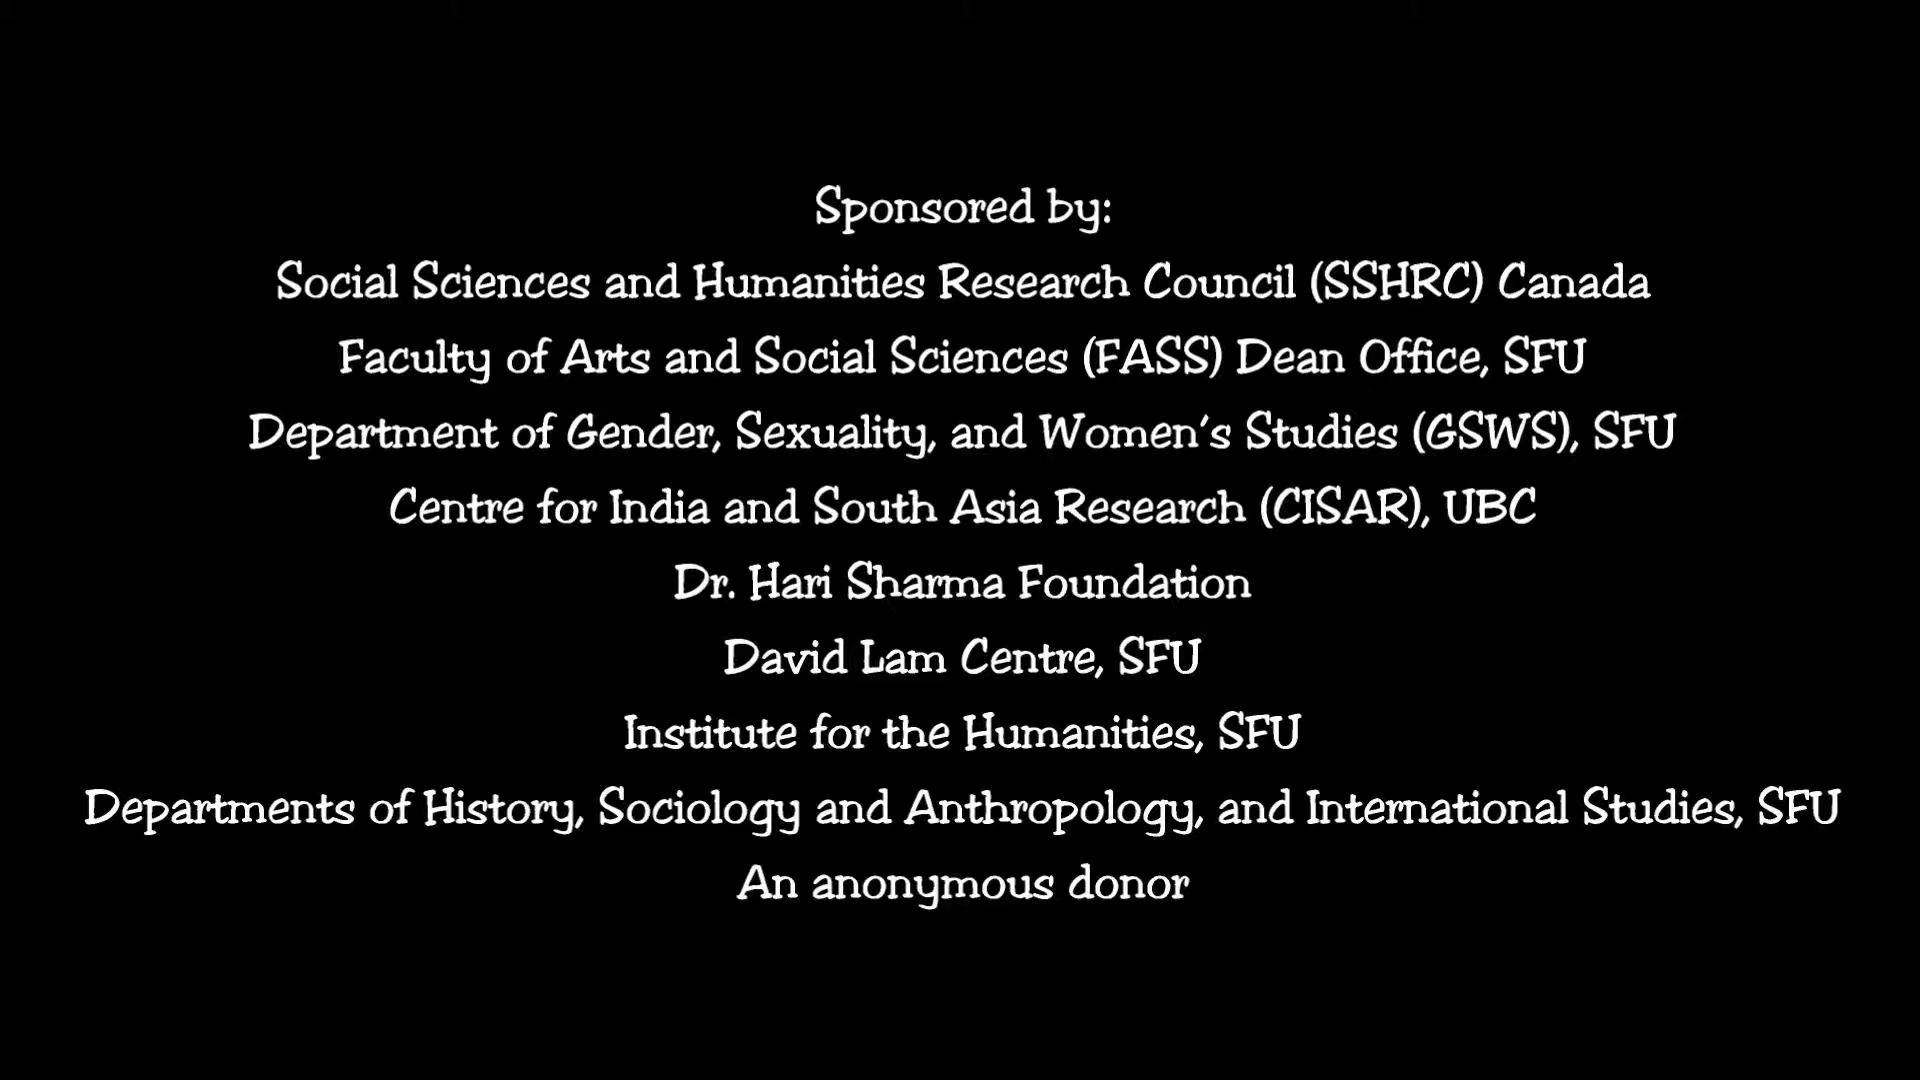 Sponsored by:
Social Sciences and Humanities Research Council (SSHRC) Canada
Faculty of Arts and Social Sciences (FASS) Dean Office, SFU
Department of Gender, Sexuality, and Women's Studies (GSWS), SFU
Centre for India and South Asia Research (CISAR), UBC
Dr. Hari Sharma Foundation
David Lam Centre, SFU
Institute for the Humanities, SFU
Departments of History, Sociology and Anthropology, and International Studies, SFU
An anonymous donor